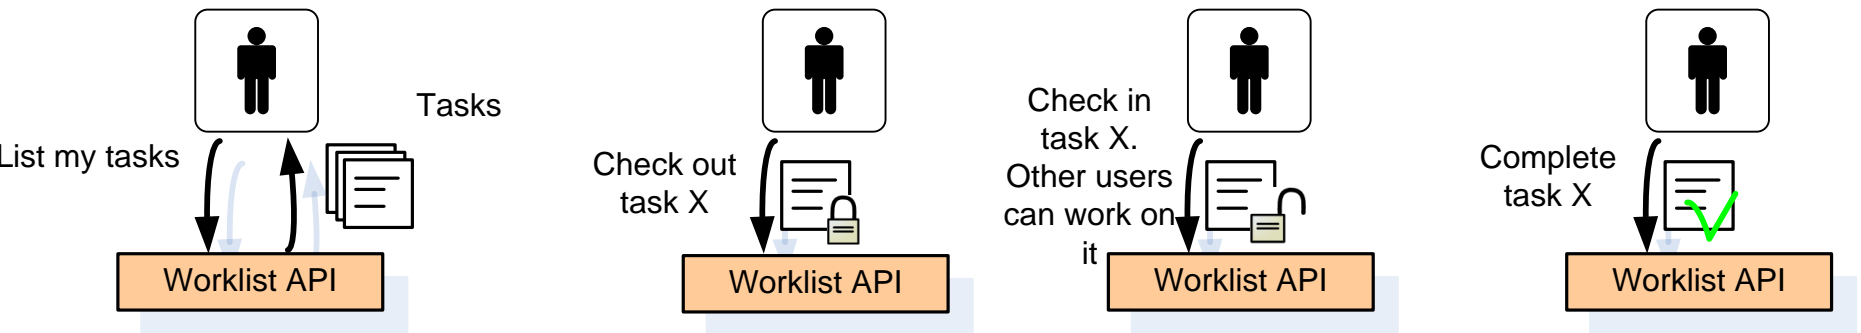 Tasks
List my tasks
Worklist API
Check out
task X
Worklist API
Check in
task X.
Other users
can work on
it
Worklist API
Complete
task X
Worklist API